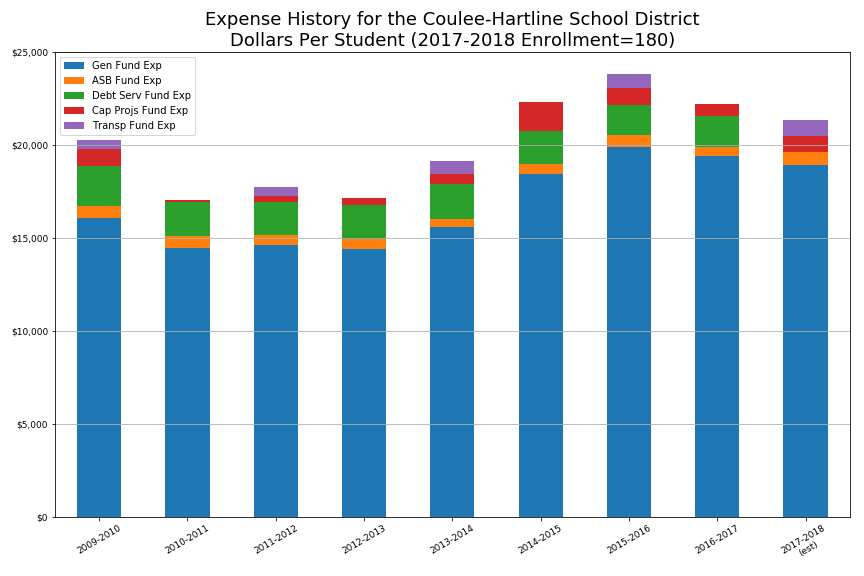 Expense History for the Coulee-Hartline School District
Dollars Per Student (2017-2018 Enrollment=180)
Gen Fund Exp
ASB Fund Exp
Debt Serv Fund Exp
Cap Projs Fund Exp
Transp Fund Exp
$25,000
$20,000
$15,000
$10,000
$5,000
$0
2009-2010
2010-2011
2011-2012
2012-2013
2013-2014
2014-2015
2015-2016
2016-2017
2017-2018
(est)